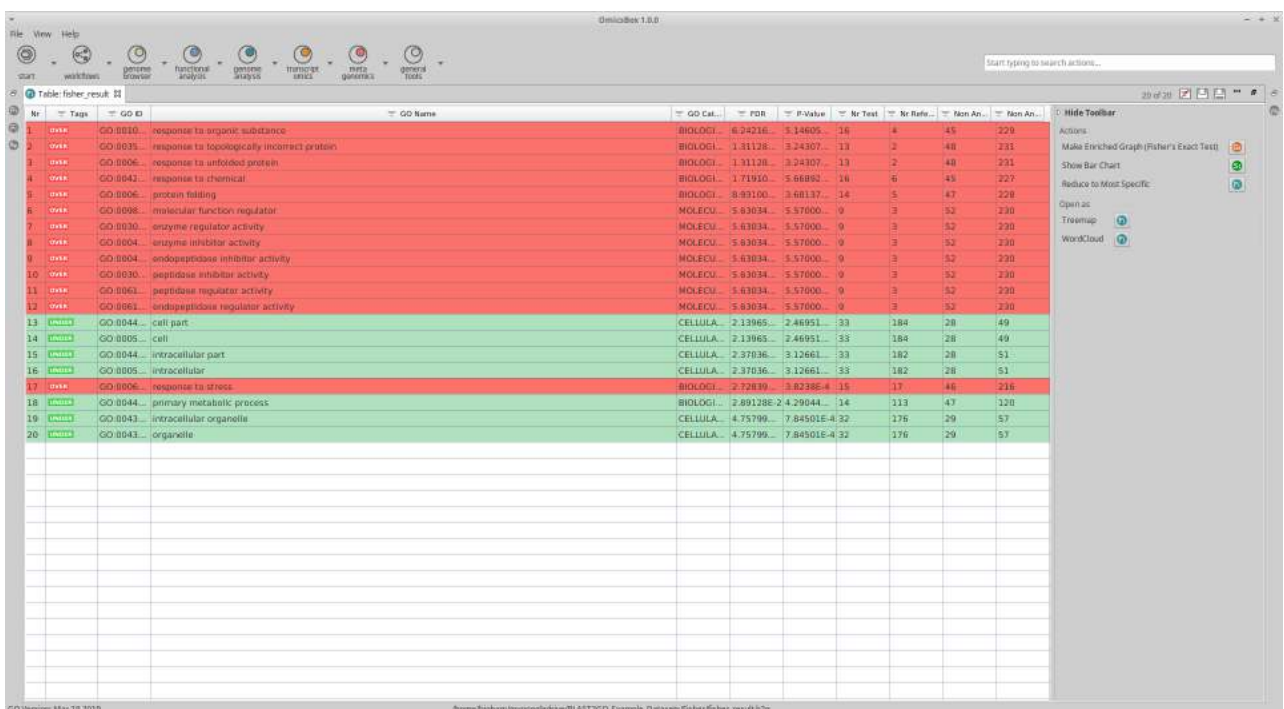 OmicsBox 1.0.0
File View Help
start workflows genome browser functional analysis genome analysis transcript omics meta genomics general tools
Start typing to search actions...
Table: fisher_result 20 of 20
Nr Tags GO ID GO Name GO Cat... FDR P-Value Nr Test Nr Refe... Non An... Non An...
1 OVER GO:0010... response to organic substance BIOLOGI... 6.24216... 5.14605... 16 4 45 229
2 OVER GO:0035... response to topologically incorrect protein BIOLOGI... 1.31128... 3.24307... 13 2 48 231
3 OVER GO:0006... response to unfolded protein BIOLOGI... 1.31128... 3.24307... 13 2 48 231
4 OVER GO:0042... response to chemical BIOLOGI... 1.71910... 5.66892... 16 6 45 227
5 OVER GO:0006... protein folding BIOLOGI... 8.93100... 3.68137... 14 5 47 228
6 OVER GO:0098... molecular function regulator MOLECU... 5.63034... 5.57000... 9 3 52 230
7 OVER GO:0030... enzyme regulator activity MOLECU... 5.63034... 5.57000... 9 3 52 230
8 OVER GO:0004... enzyme inhibitor activity MOLECU... 5.63034... 5.57000... 9 3 52 230
9 OVER GO:0004... endopeptidase inhibitor activity MOLECU... 5.63034... 5.57000... 9 3 52 230
10 OVER GO:0030... peptidase inhibitor activity MOLECU... 5.63034... 5.57000... 9 3 52 230
11 OVER GO:0061... peptidase regulator activity MOLECU... 5.63034... 5.57000... 9 3 52 230
12 OVER GO:0061... endopeptidase regulator activity MOLECU... 5.63034... 5.57000... 9 3 52 230
13 UNDER GO:0044... cell part CELLULA... 2.13965... 2.46951... 33 184 28 49
14 UNDER GO:0005... cell CELLULA... 2.13965... 2.46951... 33 184 28 49
15 UNDER GO:0044... intracellular part CELLULA... 2.37036... 3.12661... 33 182 28 51
16 UNDER GO:0005... intracellular CELLULA... 2.37036... 3.12661... 33 182 28 51
17 OVER GO:0006... response to stress BIOLOGI... 2.72839... 3.8238E-4 15 17 46 216
18 UNDER GO:0044... primary metabolic process BIOLOGI... 2.89128E-2 4.29044... 14 113 47 120
19 UNDER GO:0043... intracellular organelle CELLULA... 4.75799... 7.84501E-4 32 176 29 57
20 UNDER GO:0043... organelle CELLULA... 4.75799... 7.84501E-4 32 176 29 57
Hide Toolbar
Actions
Make Enriched Graph (Fisher's Exact Test)
Show Bar Chart
Reduce to Most Specific
Open as
Treemap
WordCloud